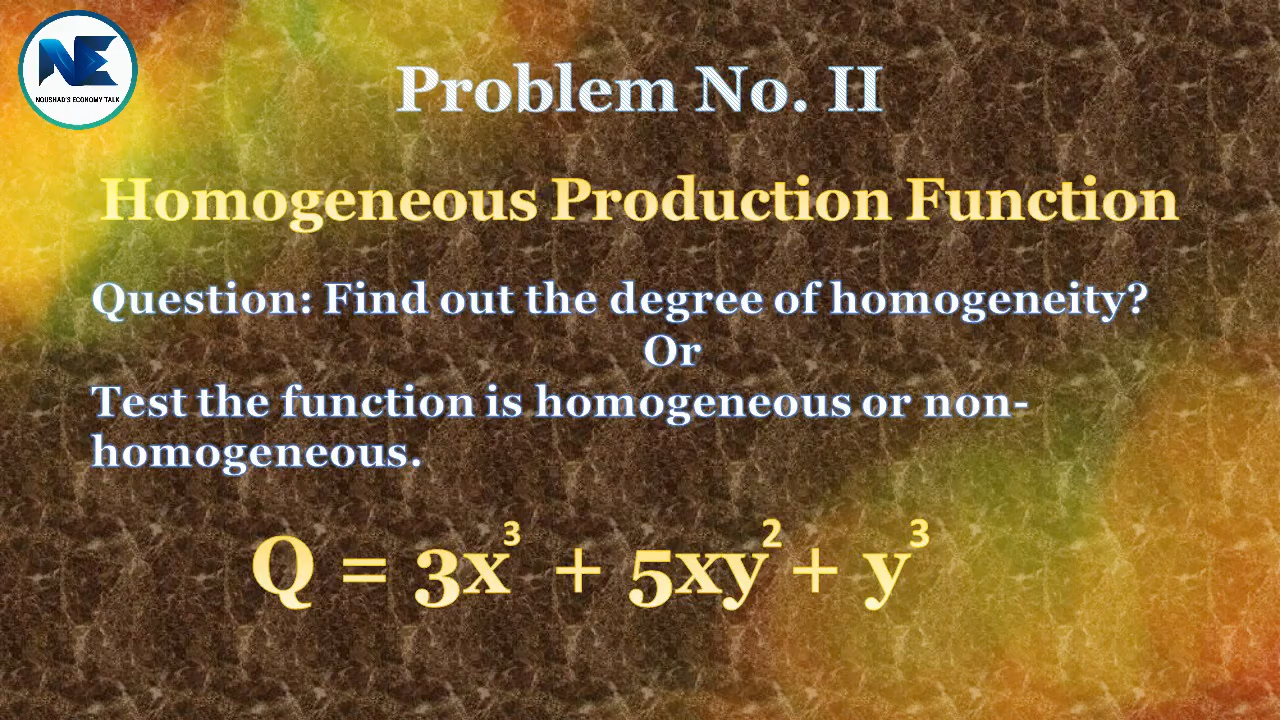 NE
NOUSHAD'S ECONOMY TALK
Problem No. II
Homogeneous Production Function
Question: Find out the degree of homogeneity?
Or
Test the function is homogeneous or non-
homogeneous.
Q = 3x³ + 5xy² + y³